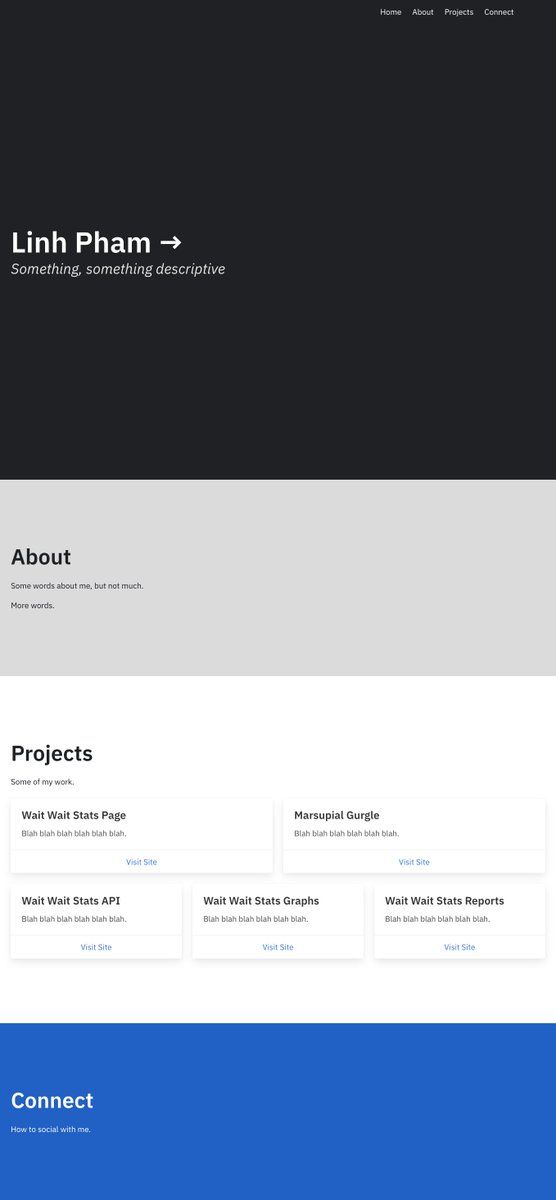 Home About Projects Connect
Linh Pham →
Something, something descriptive
About
Some words about me, but not much.
More words.
Projects
Some of my work.
Wait Wait Stats Page
Blah blah blah blah blah blah.
Visit Site
Marsupial Gurgle
Blah blah blah blah blah blah.
Visit Site
Wait Wait Stats API
Blah blah blah blah blah blah.
Visit Site
Wait Wait Stats Graphs
Blah blah blah blah blah blah.
Visit Site
Wait Wait Stats Reports
Blah blah blah blah blah blah.
Visit Site
Connect
How to social with me.